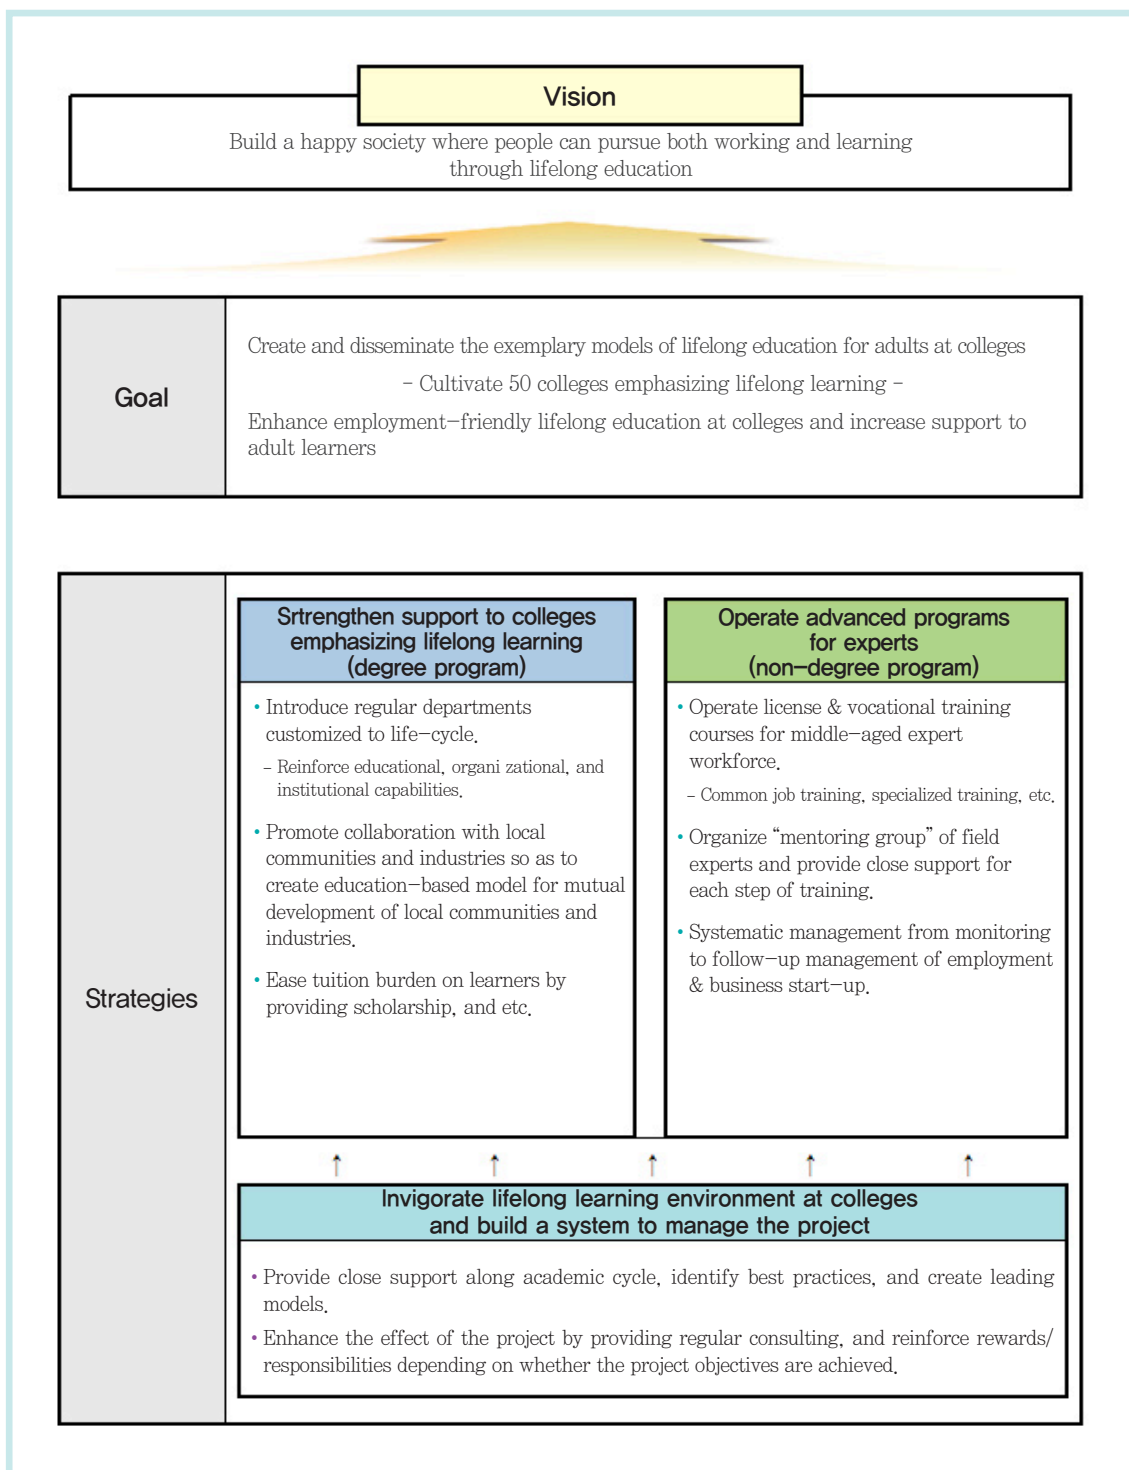 Vision
Build a happy society where people can pursue both working and learning
through lifelong education
Goal
Create and disseminate the exemplary models of lifelong education for adults at colleges
- Cultivate 50 colleges emphasizing lifelong learning -
Enhance employment-friendly lifelong education at colleges and increase support to
adult learners
Strategies
Srtrengthen support to colleges
emphasizing lifelong learning
(degree program)
• Introduce regular departments
customized to life-cycle.
- Reinforce educational, organi zational, and
institutional capabilities.
• Promote collaboration with local
communities and industries so as to
create education-based model for mutual
development of local communities and
industries.
• Ease tuition burden on learners by
providing scholarship, and etc.
Operate advanced programs
for experts
(non-degree program)
• Operate license & vocational training
courses for middle-aged expert
workforce.
- Common job training, specialized training, etc.
• Organize “mentoring group” of field
experts and provide close support for
each step of training.
• Systematic management from monitoring
to follow-up management of employment
& business start-up.
↑ ↑ ↑ ↑ ↑
Invigorate lifelong learning environment at colleges
and build a system to manage the project
• Provide close support along academic cycle, identify best practices, and create leading
models.
• Enhance the effect of the project by providing regular consulting, and reinforce rewards/
responsibilities depending on whether the project objectives are achieved.